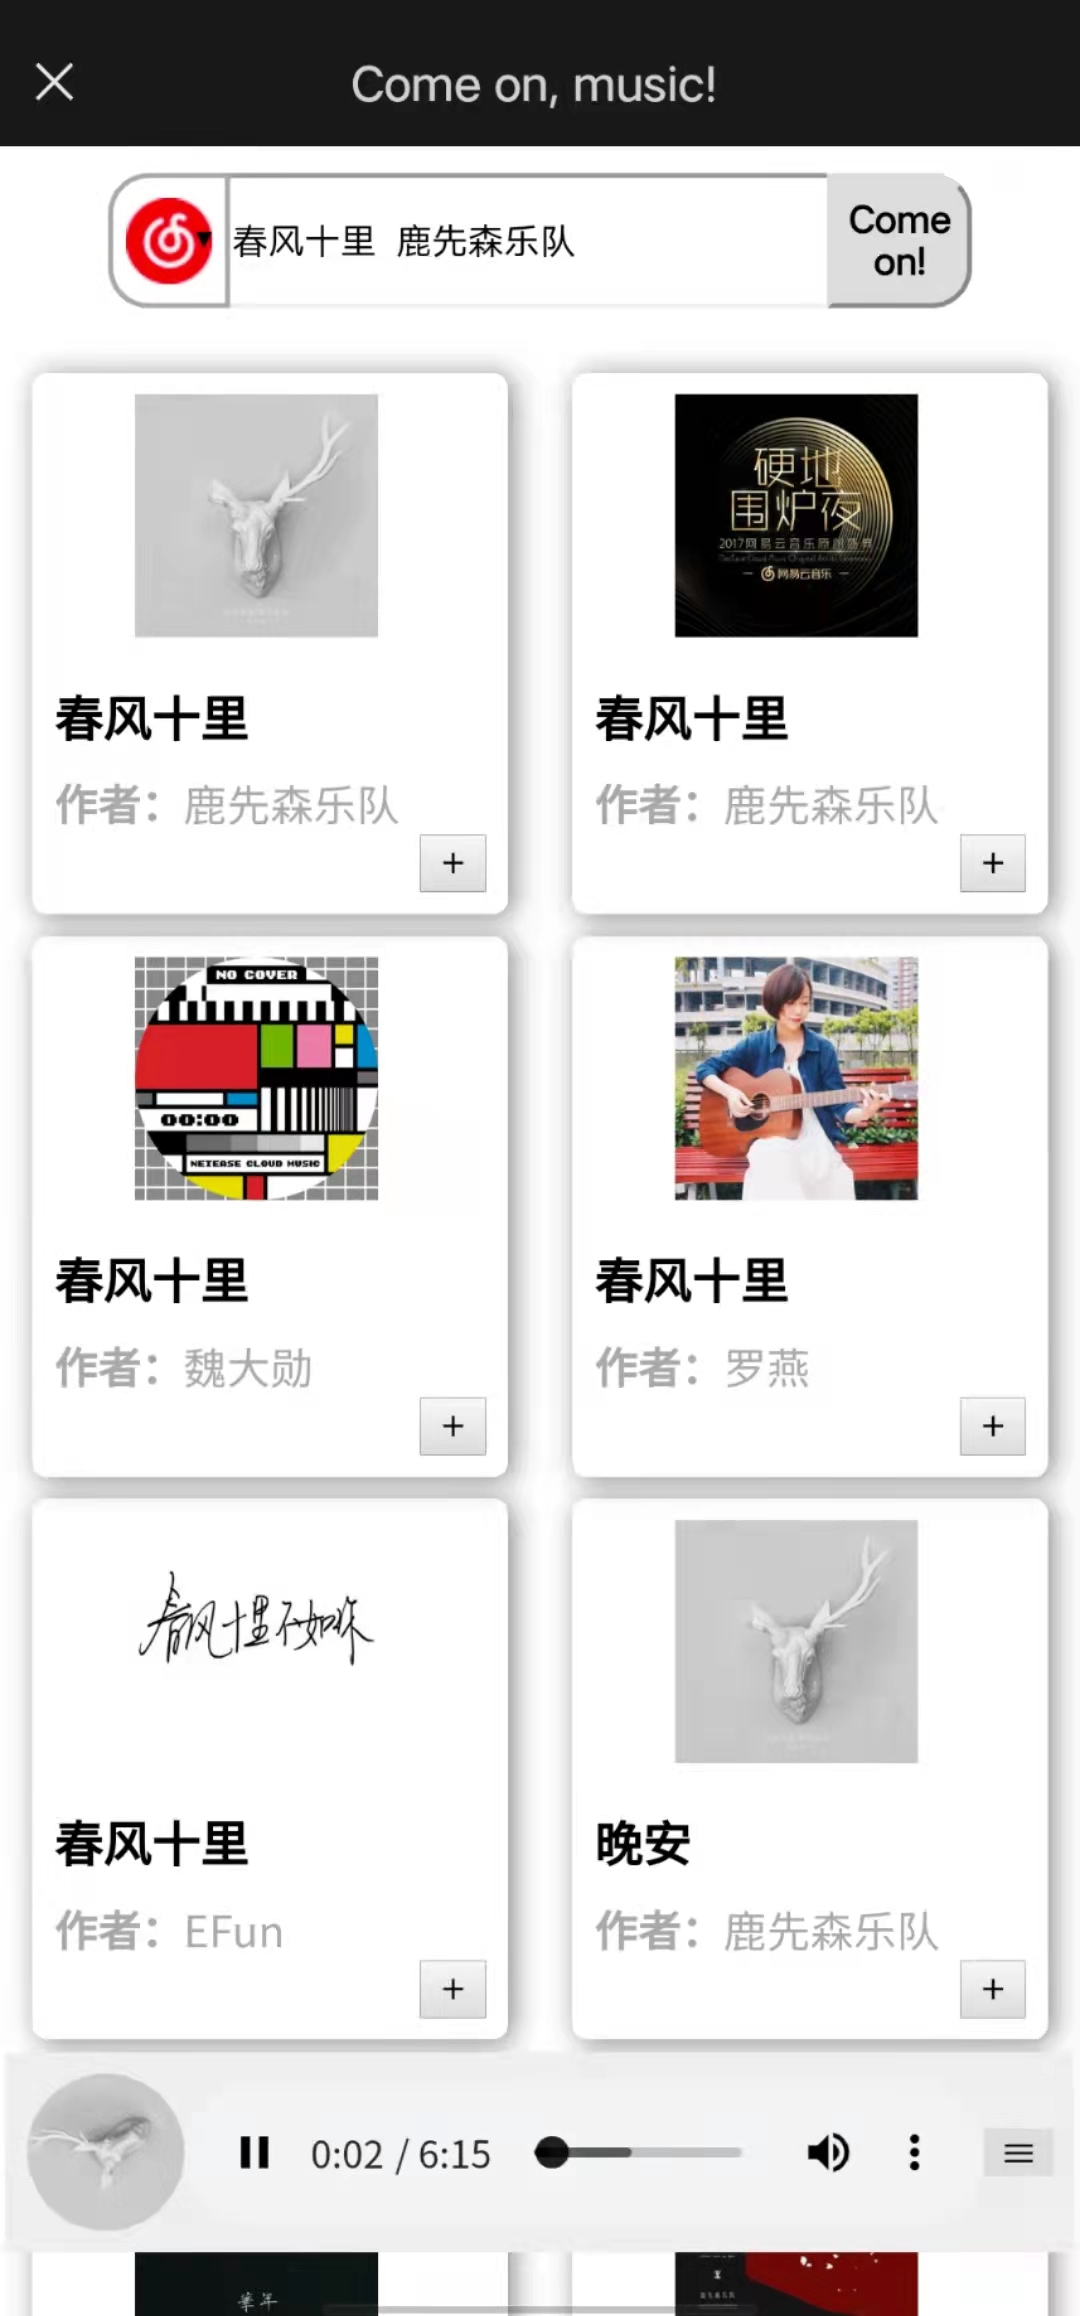 Come on, music!
春风十里 鹿先森乐队
Come
on!
硬地
围炉夜
2017网易云音乐原创盛典
网易云音乐
春风十里
作者：鹿先森乐队
+
春风十里
作者：鹿先森乐队
+
NO COVER
00:00
NETEASE CLOUD MUSIC
春风十里
作者：魏大勋
+
春风十里
作者：罗燕
+
春风十里不如你
春风十里
作者：EFun
+
晚安
作者：鹿先森乐队
+
0:02 / 6:15
華年